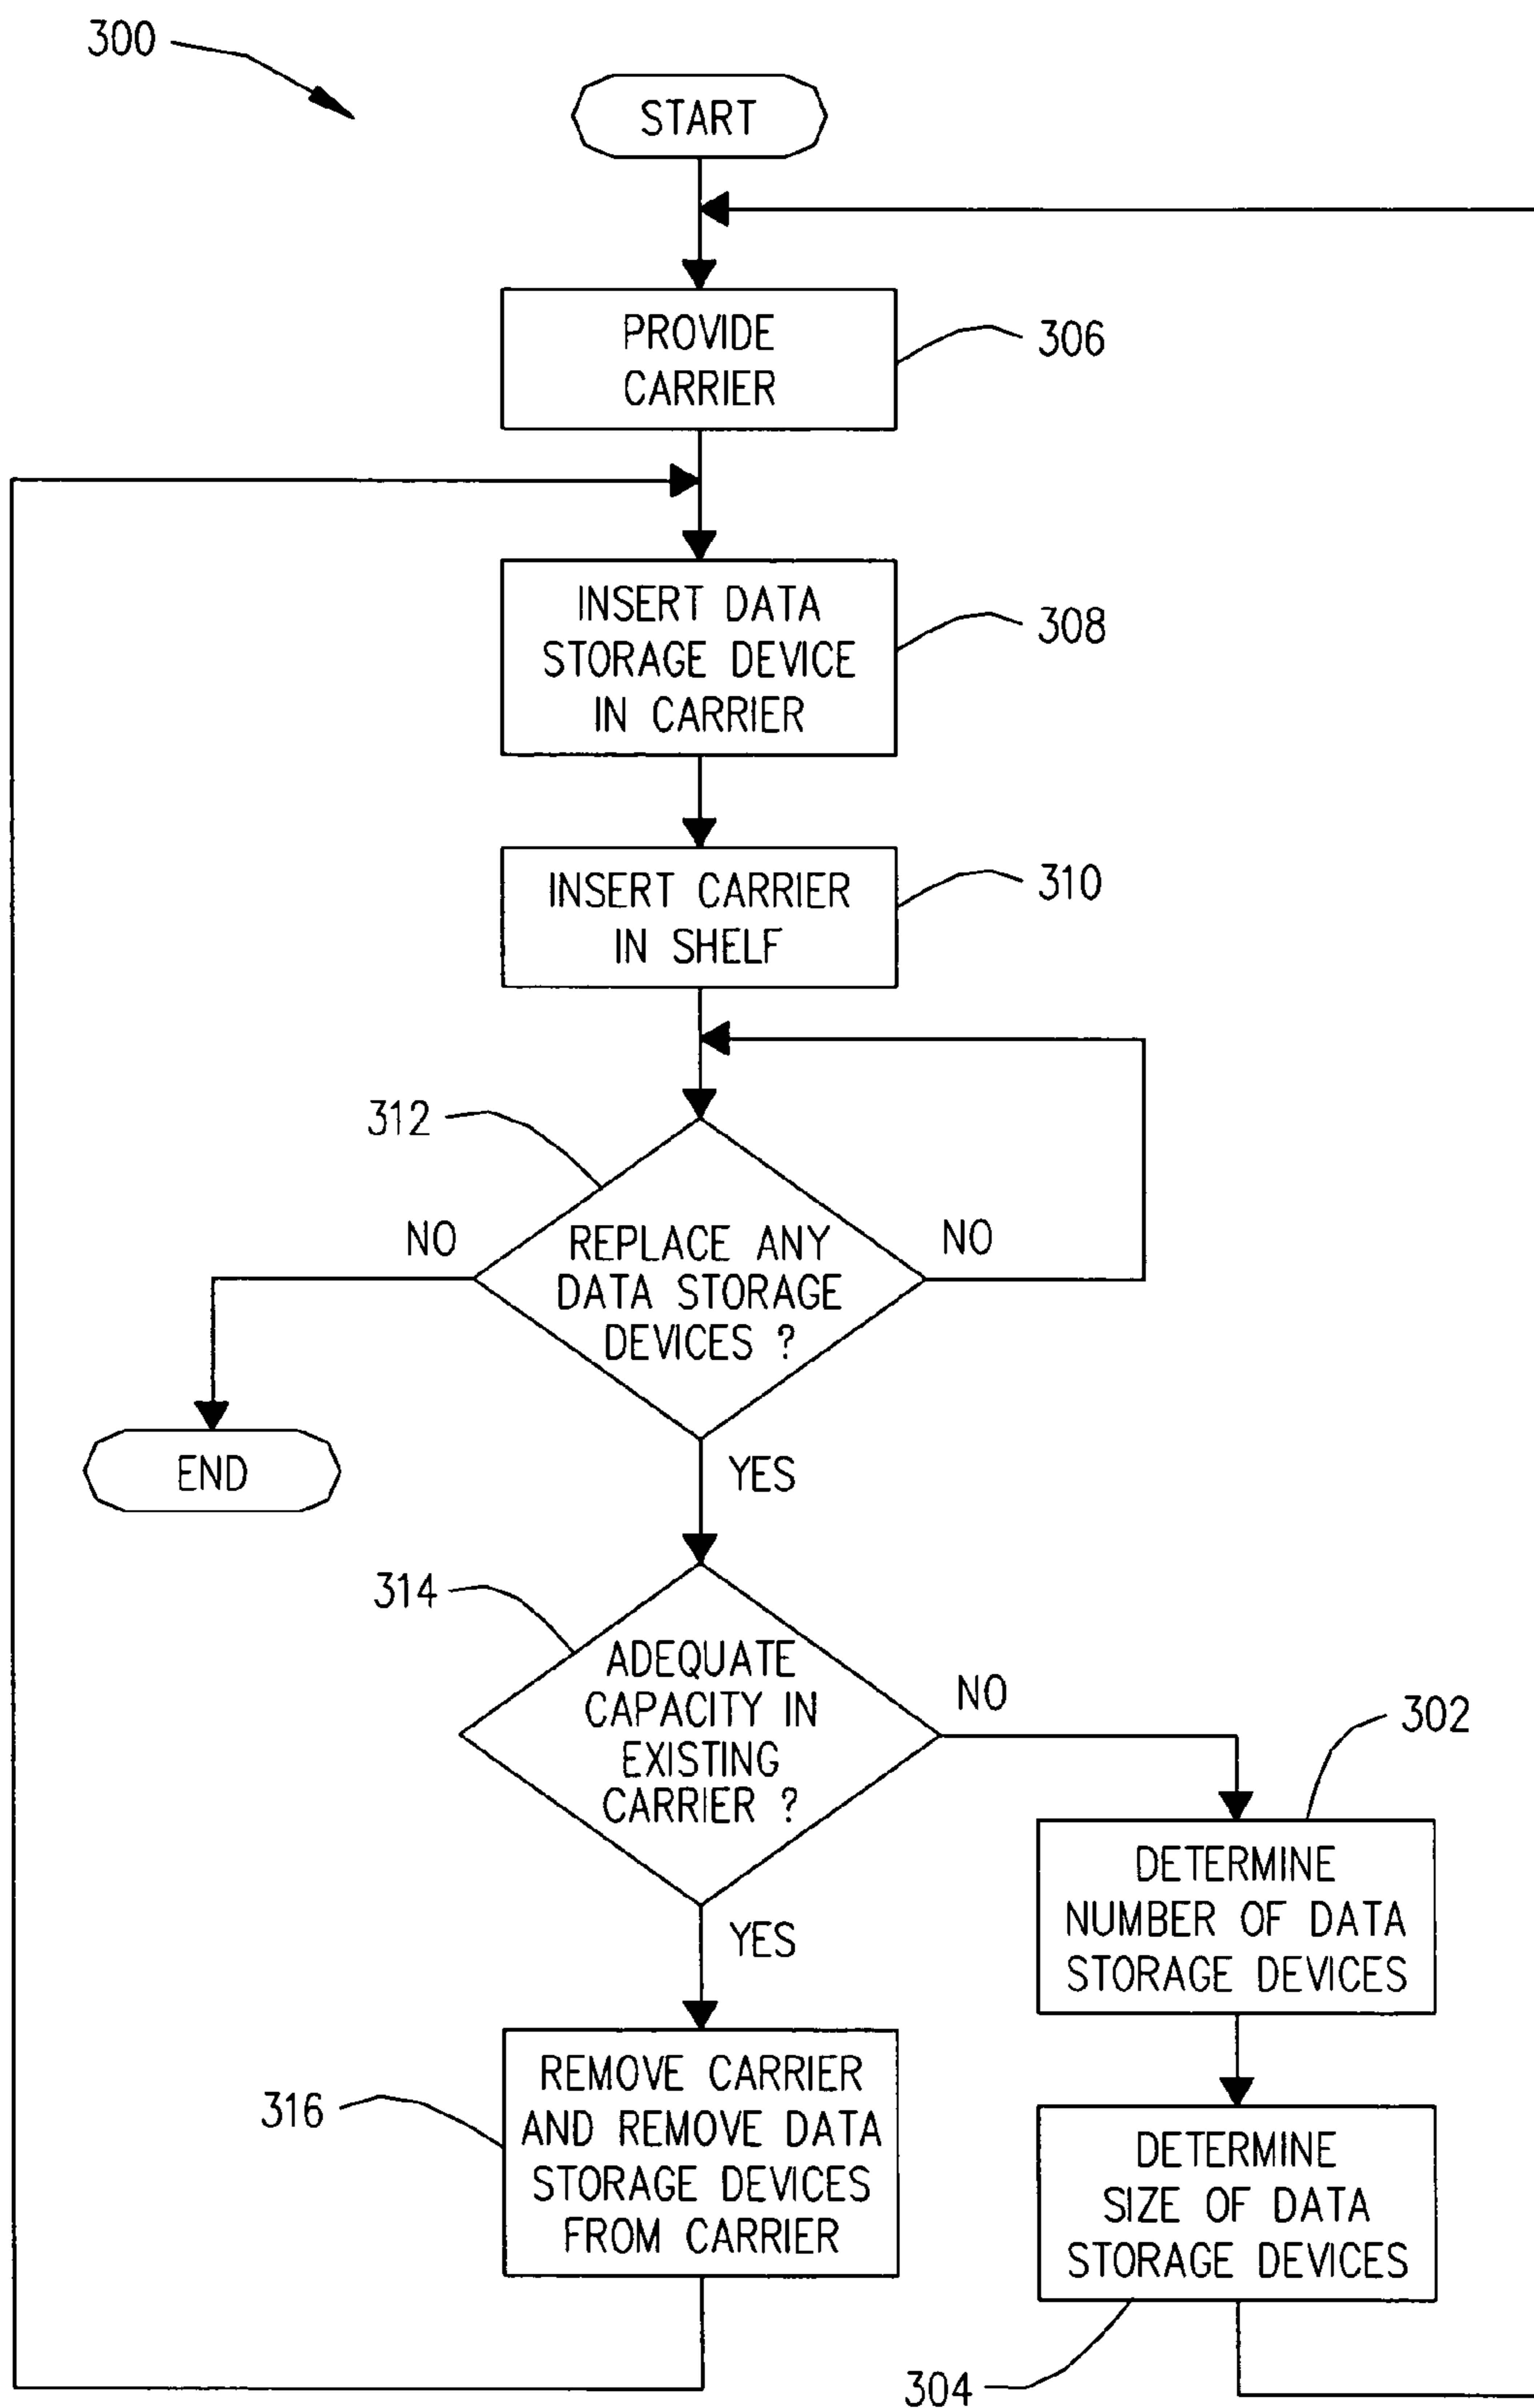 300
START
PROVIDE
CARRIER
306
INSERT DATA
STORAGE DEVICE
IN CARRIER
308
INSERT CARRIER
IN SHELF
310
312
NO
REPLACE ANY
DATA STORAGE
DEVICES ?
NO
END
YES
314
ADEQUATE
CAPACITY IN
EXISTING
CARRIER ?
NO
302
DETERMINE
NUMBER OF DATA
STORAGE DEVICES
YES
316
REMOVE CARRIER
AND REMOVE DATA
STORAGE DEVICES
FROM CARRIER
DETERMINE
SIZE OF DATA
STORAGE DEVICES
304